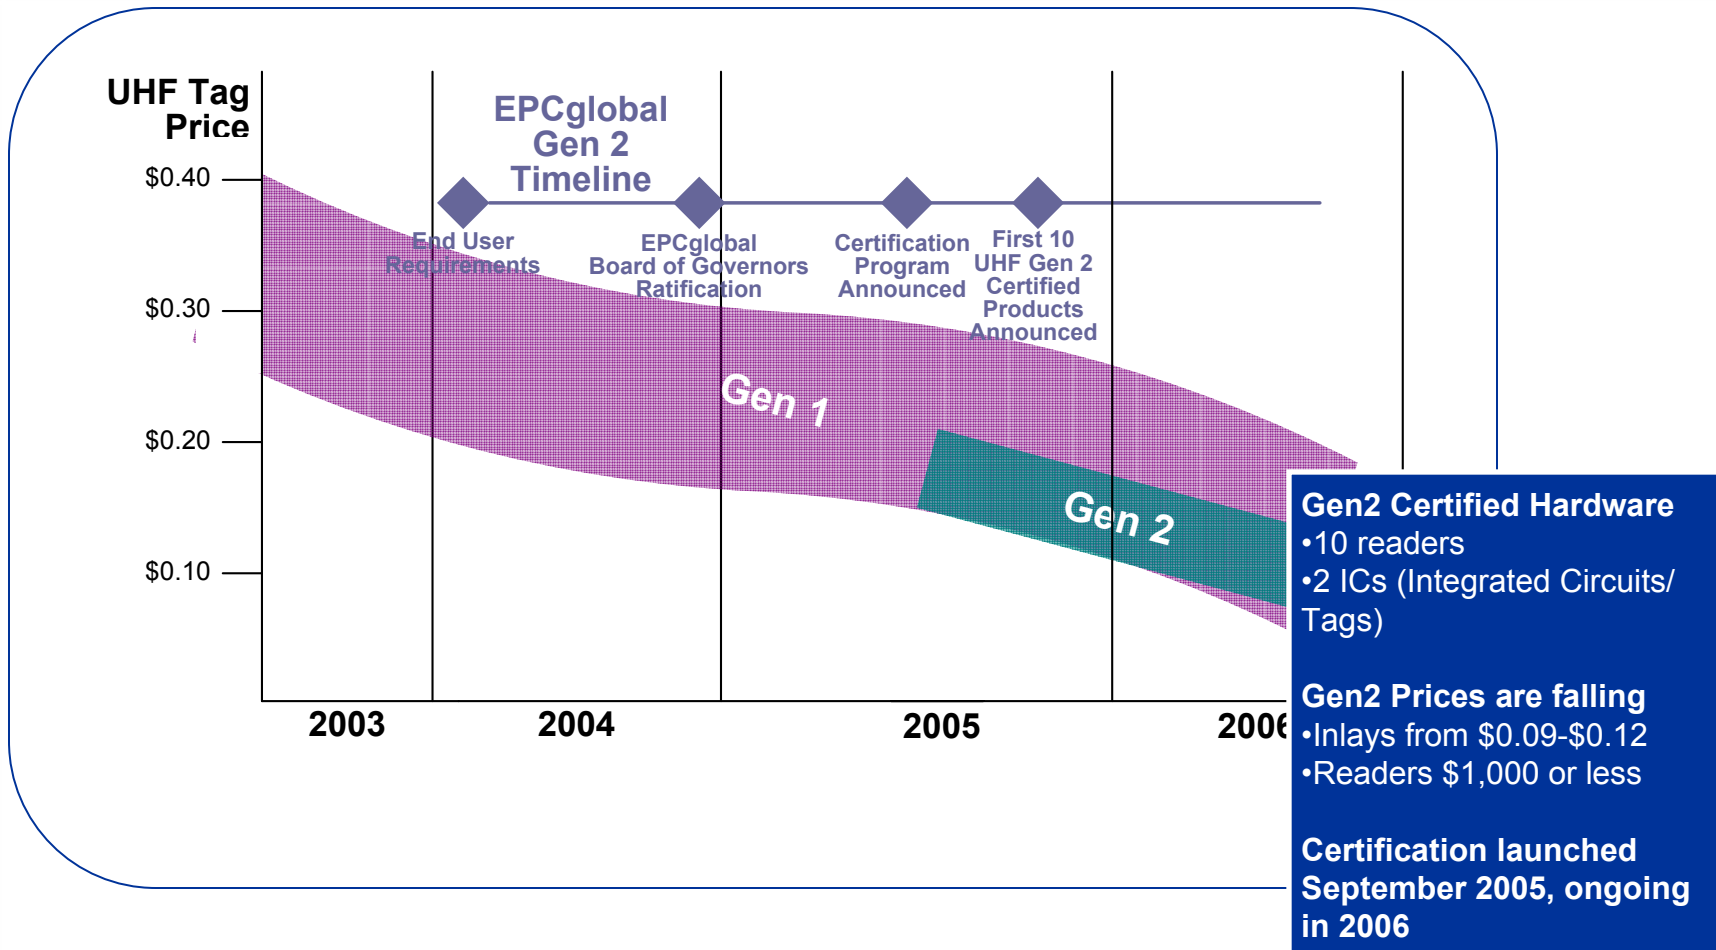 UHF Tag
Price
$0.40
$0.30
$0.20
$0.10
EPCglobal
Gen 2
Timeline
End User
Requirements
EPCglobal
Board of Governors
Ratification
Certification
Program
Announced
First 10
UHF Gen 2
Certified
Products
Announced
Gen 1
Gen 2
2003
2004
2005
2006
Gen2 Certified Hardware
•10 readers
•2 ICs (Integrated Circuits/
Tags)
Gen2 Prices are falling
•Inlays from $0.09-$0.12
•Readers $1,000 or less
Certification launched
September 2005, ongoing
in 2006